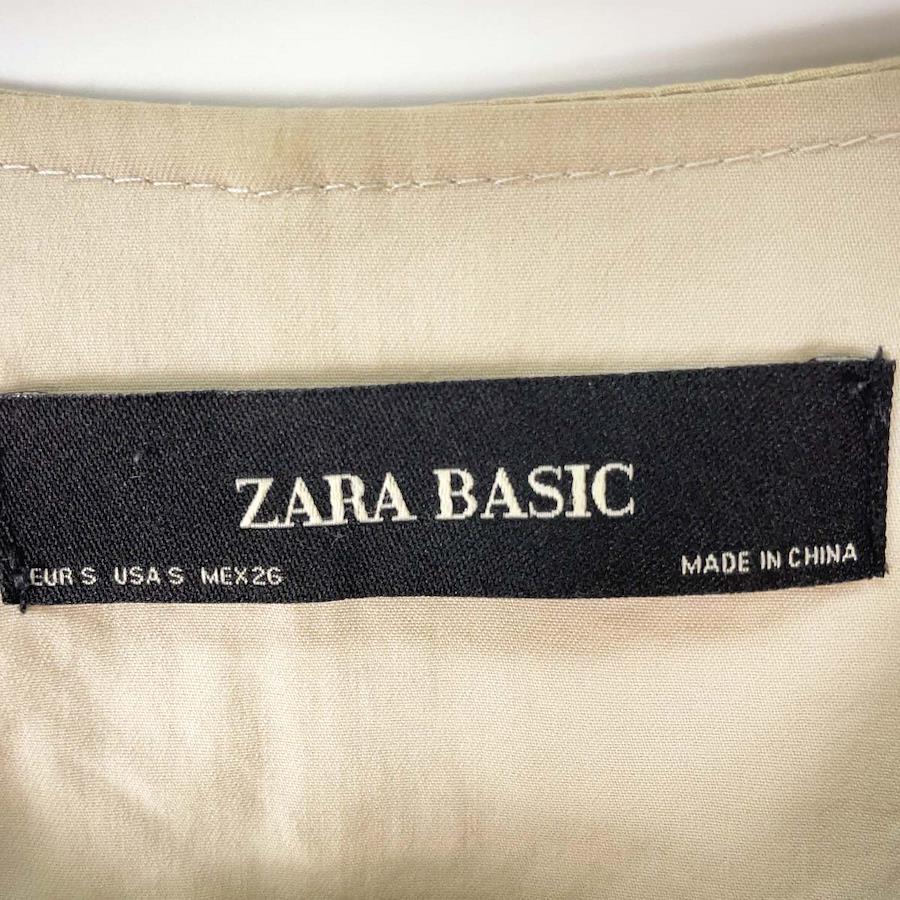 ZARA BASIC
EUR S USA S MEX 26
MADE IN CHINA